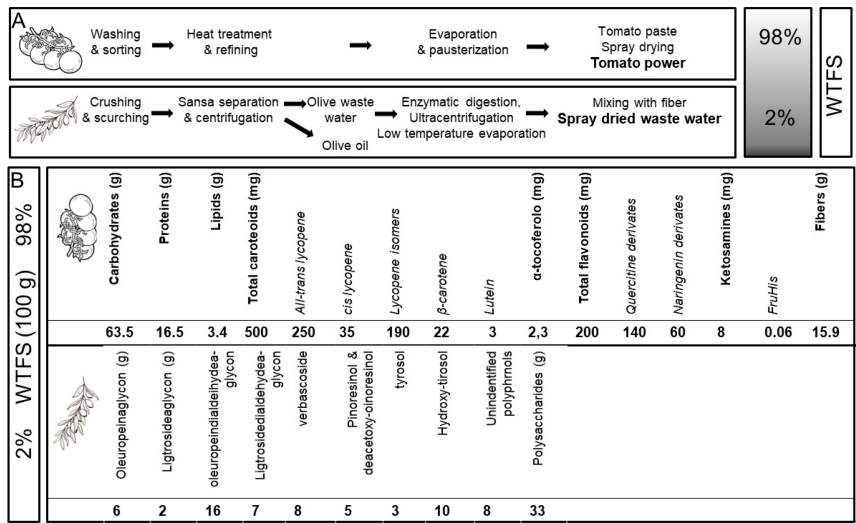 A
Washing
& sorting
Heat treatment
& refining
Evaporation
& pausterization
Tomato paste
Spray drying
Tomato power
98%
WTFS
Crushing
& scurching
Sansa separation
& centrifugation
Olive waste
water
Olive oil
Enzymatic digestion,
Ultracentrifugation
Low temperature evaporation
Mixing with fiber
Spray dried waste water
2%
B
2% WTFS (100 g) 98%
Carbohydrates (g)
Proteins (g)
Lipids (g)
Total caroteoids (mg)
All-trans lycopene
cis lycopene
Lycopene isomers
β-carotene
Lutein
α-tocoferolo (mg)
Total flavonoids (mg)
Quercitine derivates
Naringenin derivates
Ketosamines (mg)
FruHis
Fibers (g)
63.5 16.5 3.4 500 250 35 190 22 3 2,3 200 140 60 8 0.06 15.9
Oleuropeinaglycon (g)
Ligtrosideaglycon (g)
oleuropeindialdeihydea-
glycon
Ligtrosidedialdehydea-
glycon
verbascoside
Pinoresinol &
deacetoxy-oinoresinol
tyrosol
Hydroxy-tirosol
Unindentified
polyphrnols
Polysaccharides (g)
6 2 16 7 8 5 3 10 8 33